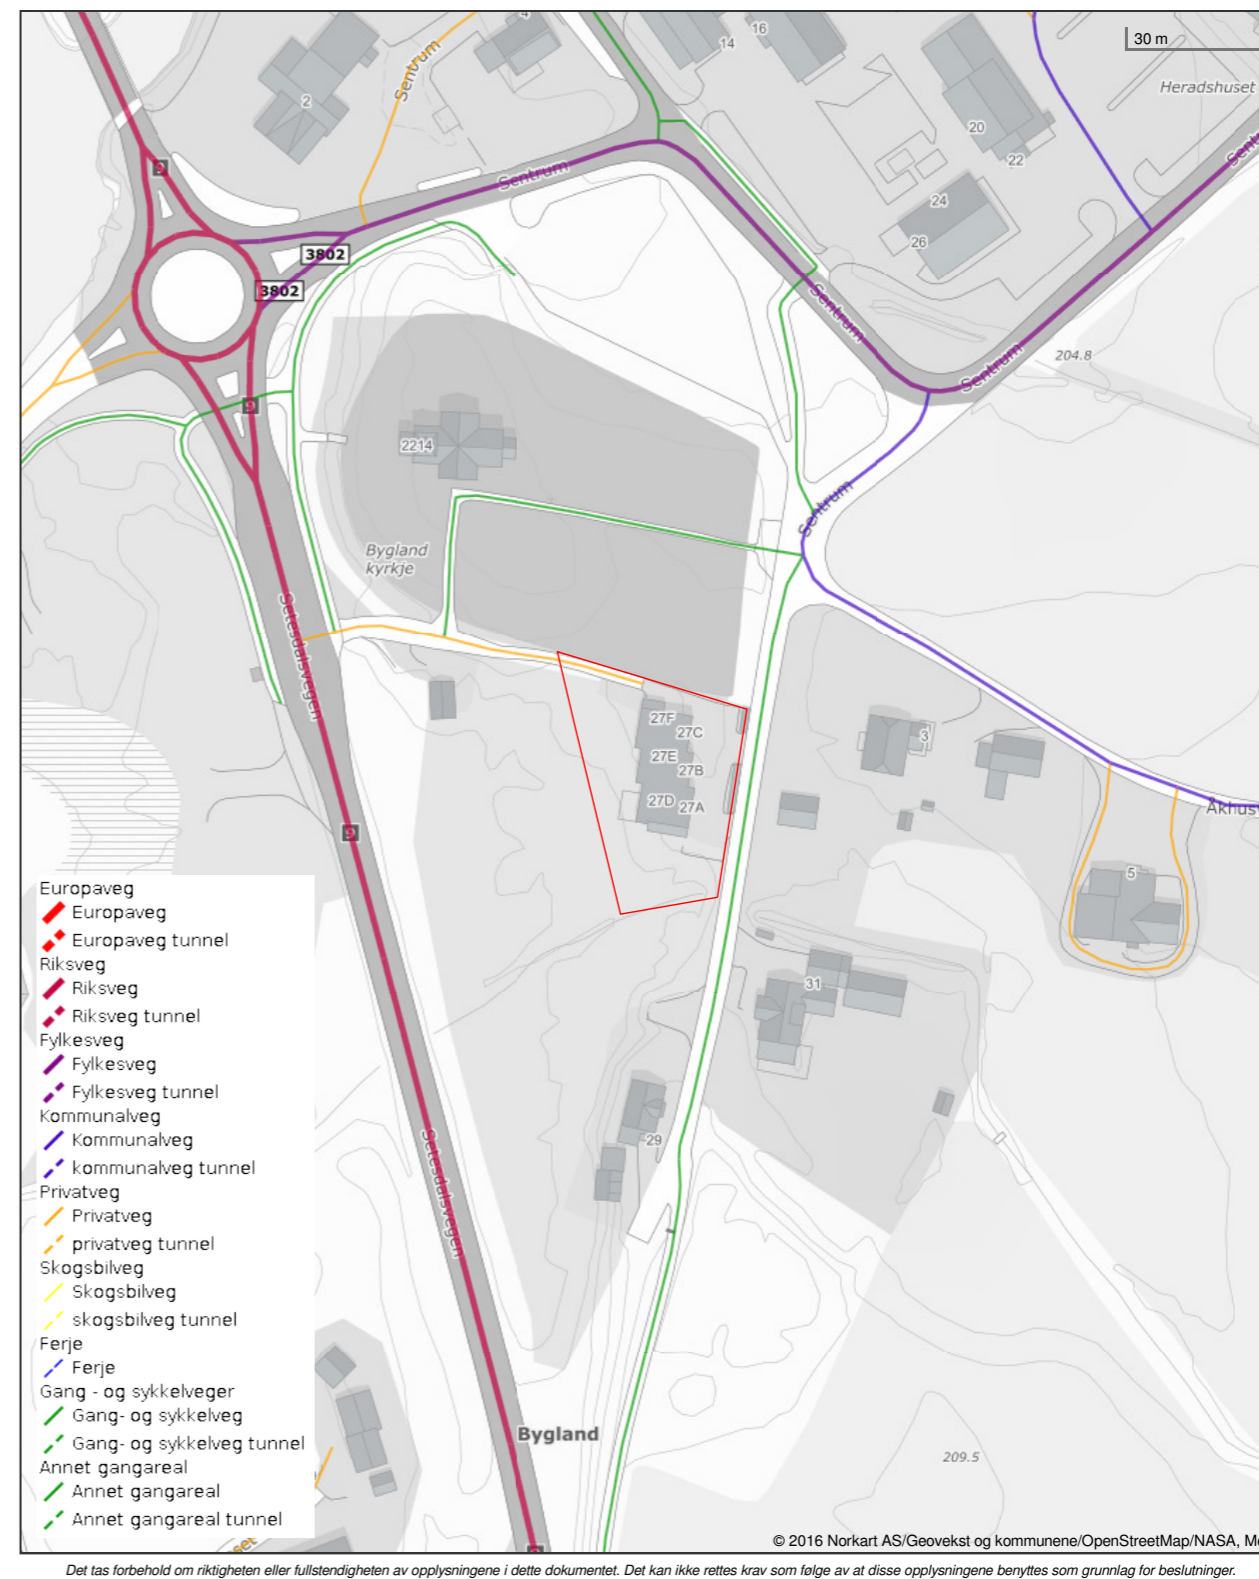 4
16
14
30 m
Sentrum
2
Heradshuset
20
22
Sentrum
9
Sentrum
24
26
3802
3802
Sentrum
Sentrum
204.8
9
2214
Sentrum
Bygland
kyrkje
Setesdalsvegen
27F
27C
27E
27B
27D
27A
3
9
Åkhusv
5
31
29
Setesdalsvegen
Europaveg
Europaveg
Europaveg tunnel
Riksveg
Riksveg
Riksveg tunnel
Fylkesveg
Fylkesveg
Fylkesveg tunnel
Kommunalveg
Kommunalveg
kommunalveg tunnel
Privatveg
Privatveg
privatveg tunnel
Skogsbilveg
Skogsbilveg
skogsbilveg tunnel
Ferje
Ferje
Gang - og sykkelveger
Gang- og sykkelveg
Gang- og sykkelveg tunnel
Annet gangareal
Annet gangareal
Annet gangareal tunnel
Bygland
209.5
© 2016 Norkart AS/Geovekst og kommunene/OpenStreetMap/NASA, Me
Det tas forbehold om riktigheten eller fullstendigheten av opplysningene i dette dokumentet. Det kan ikke rettes krav som følge av at disse opplysningene benyttes som grunnlag for beslutninger.